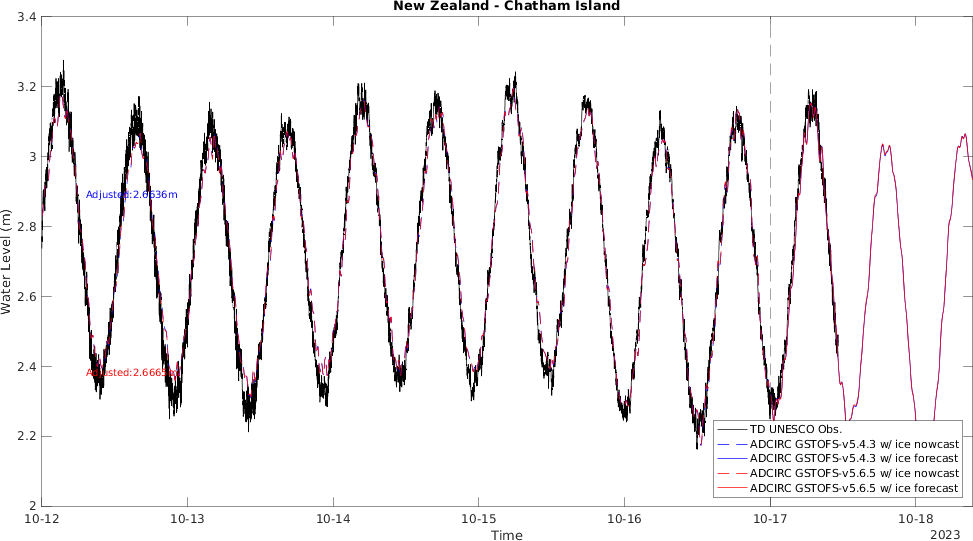 New Zealand - Chatham Island
3.4
3.2
3
2.8
2.6
2.4
2.2
2
Water Level (m)
Adjusted:2.6636m
Adjusted:2.6665m
TD UNESCO Obs.
ADCIRC GSTOFS-v5.4.3 w/ ice nowcast
ADCIRC GSTOFS-v5.4.3 w/ ice forecast
ADCIRC GSTOFS-v5.6.5 w/ ice nowcast
ADCIRC GSTOFS-v5.6.5 w/ ice forecast
10-12
10-13
10-14
10-15
10-16
10-17
10-18
Time
2023